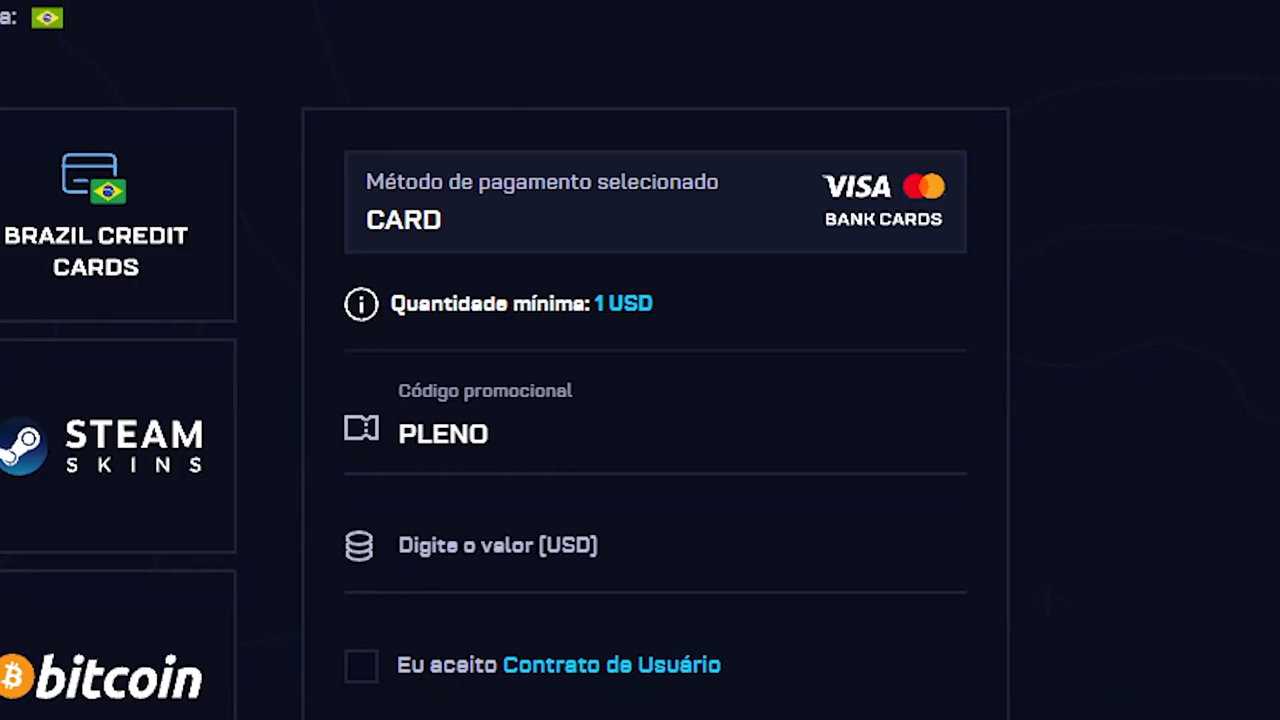 a:
BRAZIL CREDIT
CARDS
STEAM
SKINS
bitcoin
Método de pagamento selecionado
CARD
VISA
BANK CARDS
Quantidade mínima: 1 USD
Código promocional
PLENO
Digite o valor (USD)
Eu aceito Contrato de Usuário